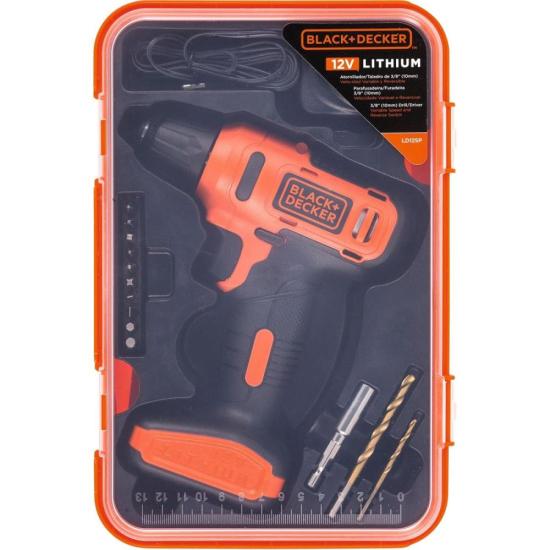 BLACK+DECKER™
12V LITHIUM
Atornillador/Taladro de 3/8" (10mm)
Velocidad Variable y Reversible
Parafusadeira/Furadeira
3/8" (10mm)
Velocidade Variável e Reversível
3/8" (10mm) Drill/Driver
Variable Speed and
Reverse Switch
LD12SP
BLACK+
DECKER
LITHIUM
13 12 11 10 9 8 7 6 5 4 3 2 1 0